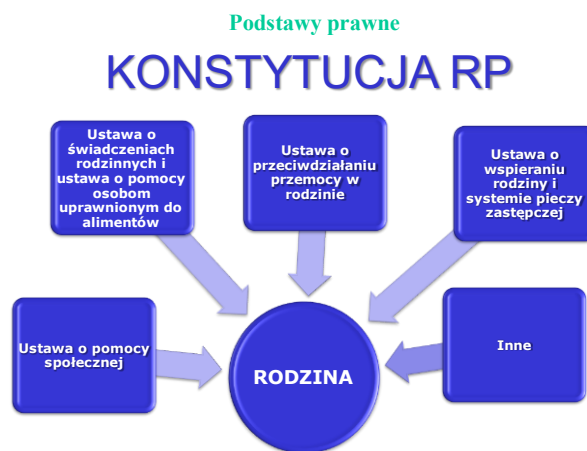 Podstawy prawne
KONSTYTUCJA RP
Ustawa o
świadczeniach
rodzinnych i
ustawa o pomocy
osobom
uprawnionym do
alimentów
Ustawa o
przeciwdziałaniu
przemocy w
rodzinie
Ustawa o
wspieraniu
rodziny i
systemie pieczy
zastępczej
Ustawa o pomocy
społecznej
RODZINA
Inne